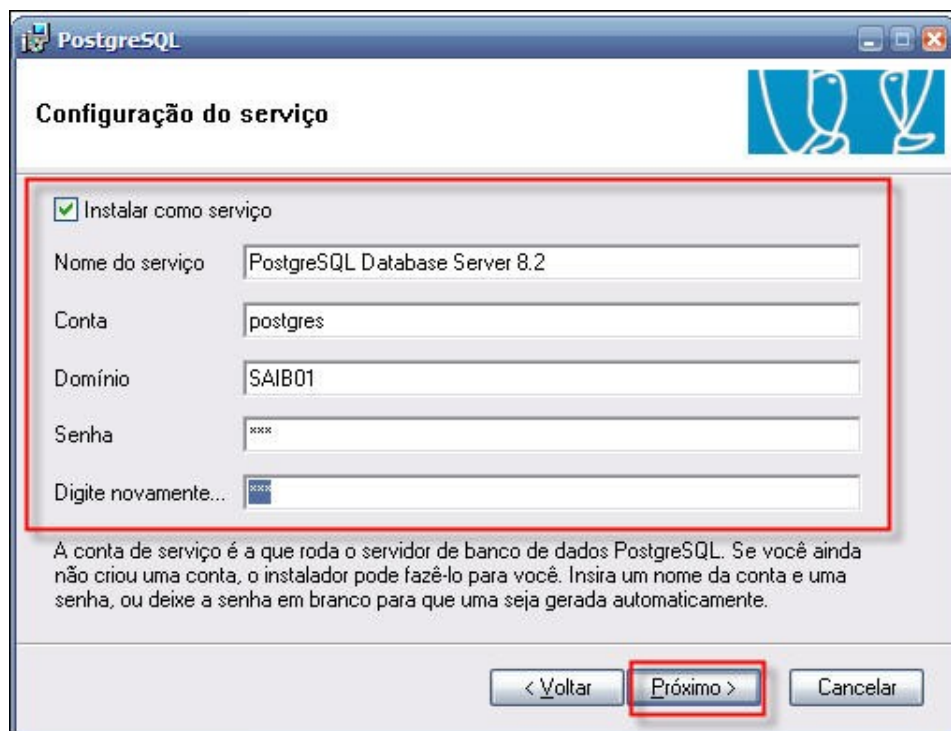 PostgreSQL
Configuração do serviço
Instalar como serviço
Nome do serviço PostgreSQL Database Server 8.2
Conta postgres
Domínio SAIB01
Senha ***
Digite novamente... ***
A conta de serviço é a que roda o servidor de banco de dados PostgreSQL. Se você ainda
não criou uma conta, o instalador pode fazê-lo para você. Insira um nome da conta e uma
senha, ou deixe a senha em branco para que uma seja gerada automaticamente.
< Voltar Próximo > Cancelar